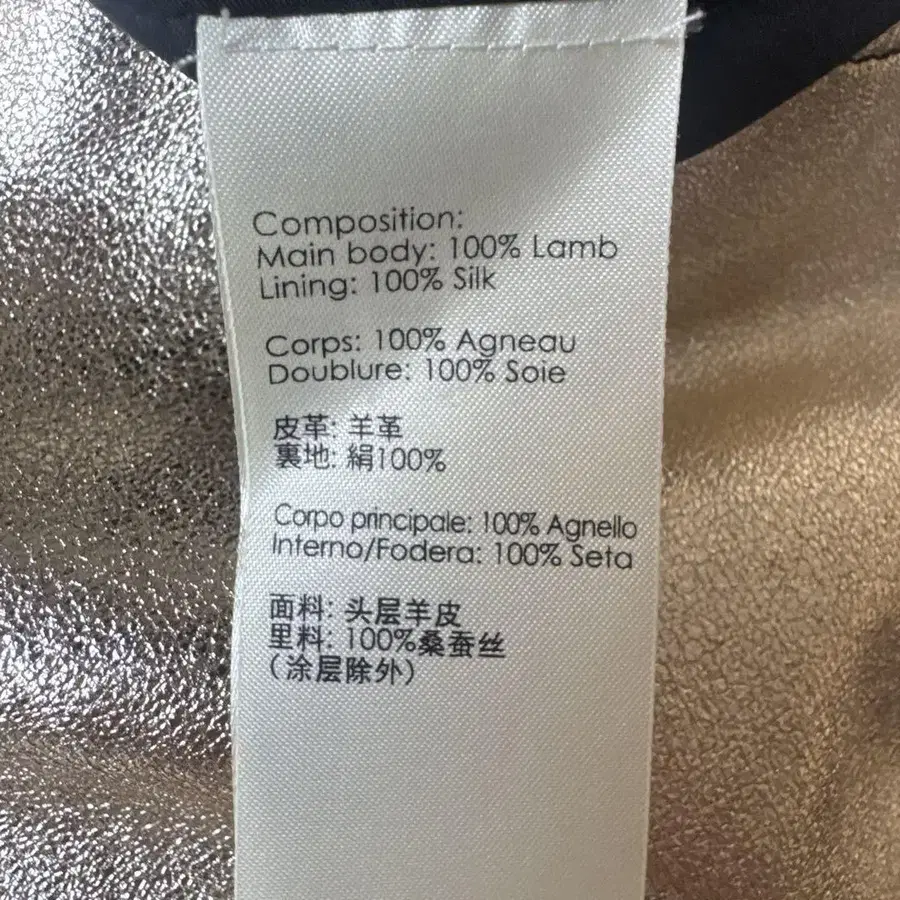 Composition:
Main body: 100% Lamb
Lining: 100% Silk
Corps: 100% Agneau
Doublure: 100% Soie
皮革: 羊革
裏地: 絹100%
Corpo principale: 100% Agnello
Interno/Fodera: 100% Seta
面料: 头层羊皮
里料: 100%桑蚕丝
(涂层除外)